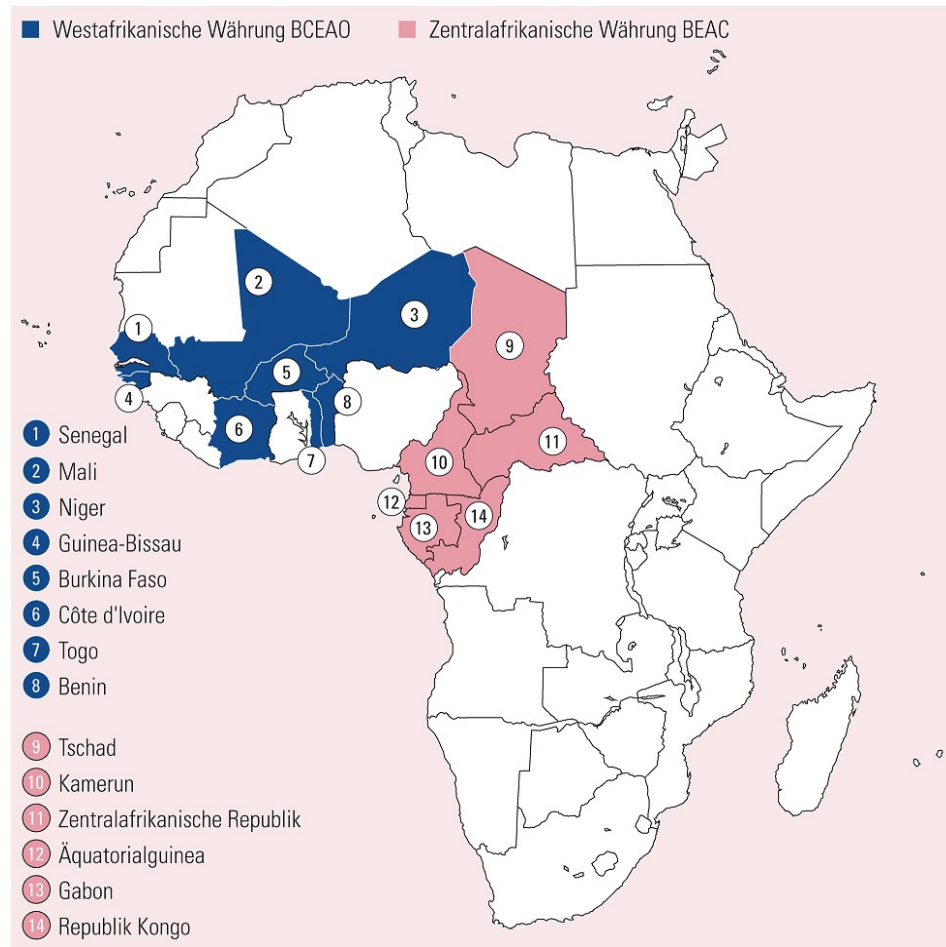 Westafrikanische Währung BCEAO
Zentralafrikanische Währung BEAC
2
1
3
9
5
4
8
6
11
10
7
12
14
13
1 Senegal
2 Mali
3 Niger
4 Guinea-Bissau
5 Burkina Faso
6 Côte d'Ivoire
7 Togo
8 Benin
9 Tschad
10 Kamerun
11 Zentralafrikanische Republik
12 Äquatorialguinea
13 Gabon
14 Republik Kongo